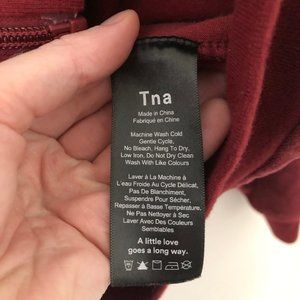 Tna
Made in China
Fabriqué en Chine
Machine Wash Cold
Gentle Cycle,
No Bleach, Hang To Dry,
Low Iron, Do Not Dry Clean
Wash With Like Colours
Laver À La Machine À
L'eau Froide Au Cycle Délicat,
Pas De Blanchiment,
Suspendre Pour Sécher,
Repasser à Basse Température.
Ne Pas Nettoyer à Sec
Laver Avec Des Couleurs
Semblables
A little love
goes a long way.